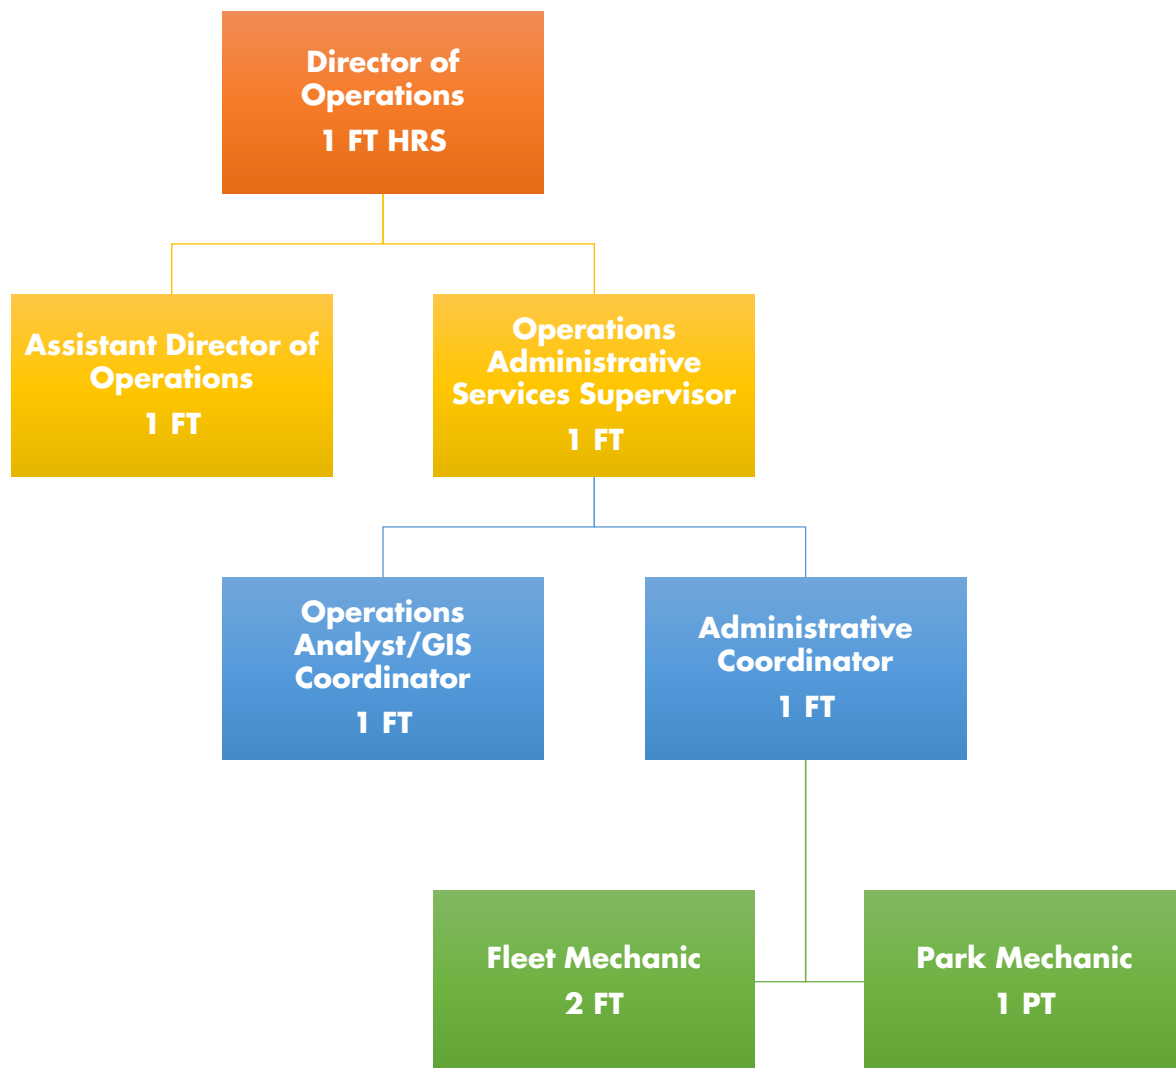 Director of
Operations
1 FT HRS
Assistant Director of
Operations
1 FT
Operations
Administrative
Services Supervisor
1 FT
Operations
Analyst/GIS
Coordinator
1 FT
Administrative
Coordinator
1 FT
Fleet Mechanic
2 FT
Park Mechanic
1 PT